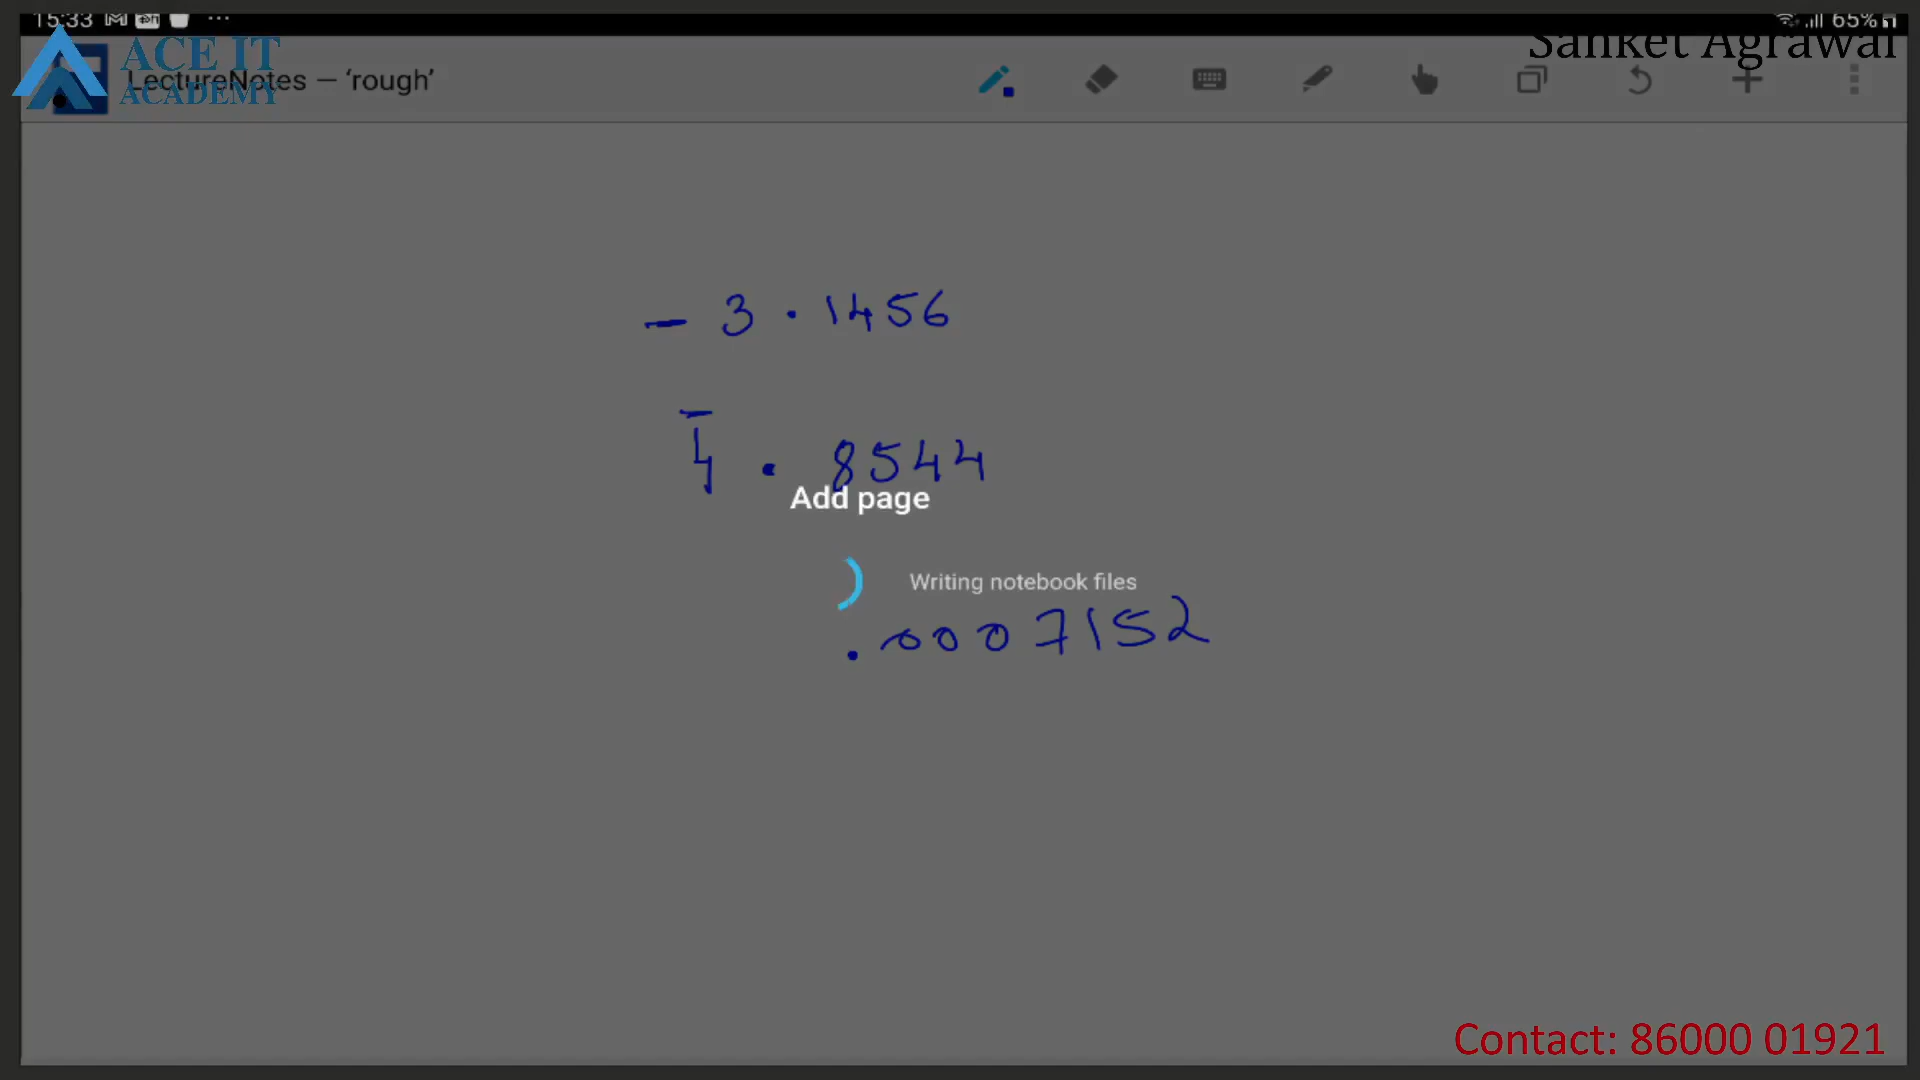 15:33 65%
Sanket Agrawal
ACE IT
ACADEMY
LectureNotes — ‘rough’
- 3.1456
4̅.8544
Add page
Writing notebook files
.0007152
Contact: 86000 01921